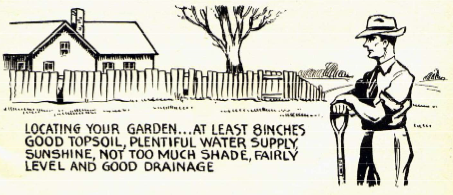 LOCATING YOUR GARDEN...AT LEAST 8INCHES
GOOD TOPSOIL, PLENTIFUL WATER SUPPLY,
SUNSHINE, NOT TOO MUCH SHADE, FAIRLY
LEVEL AND GOOD DRAINAGE